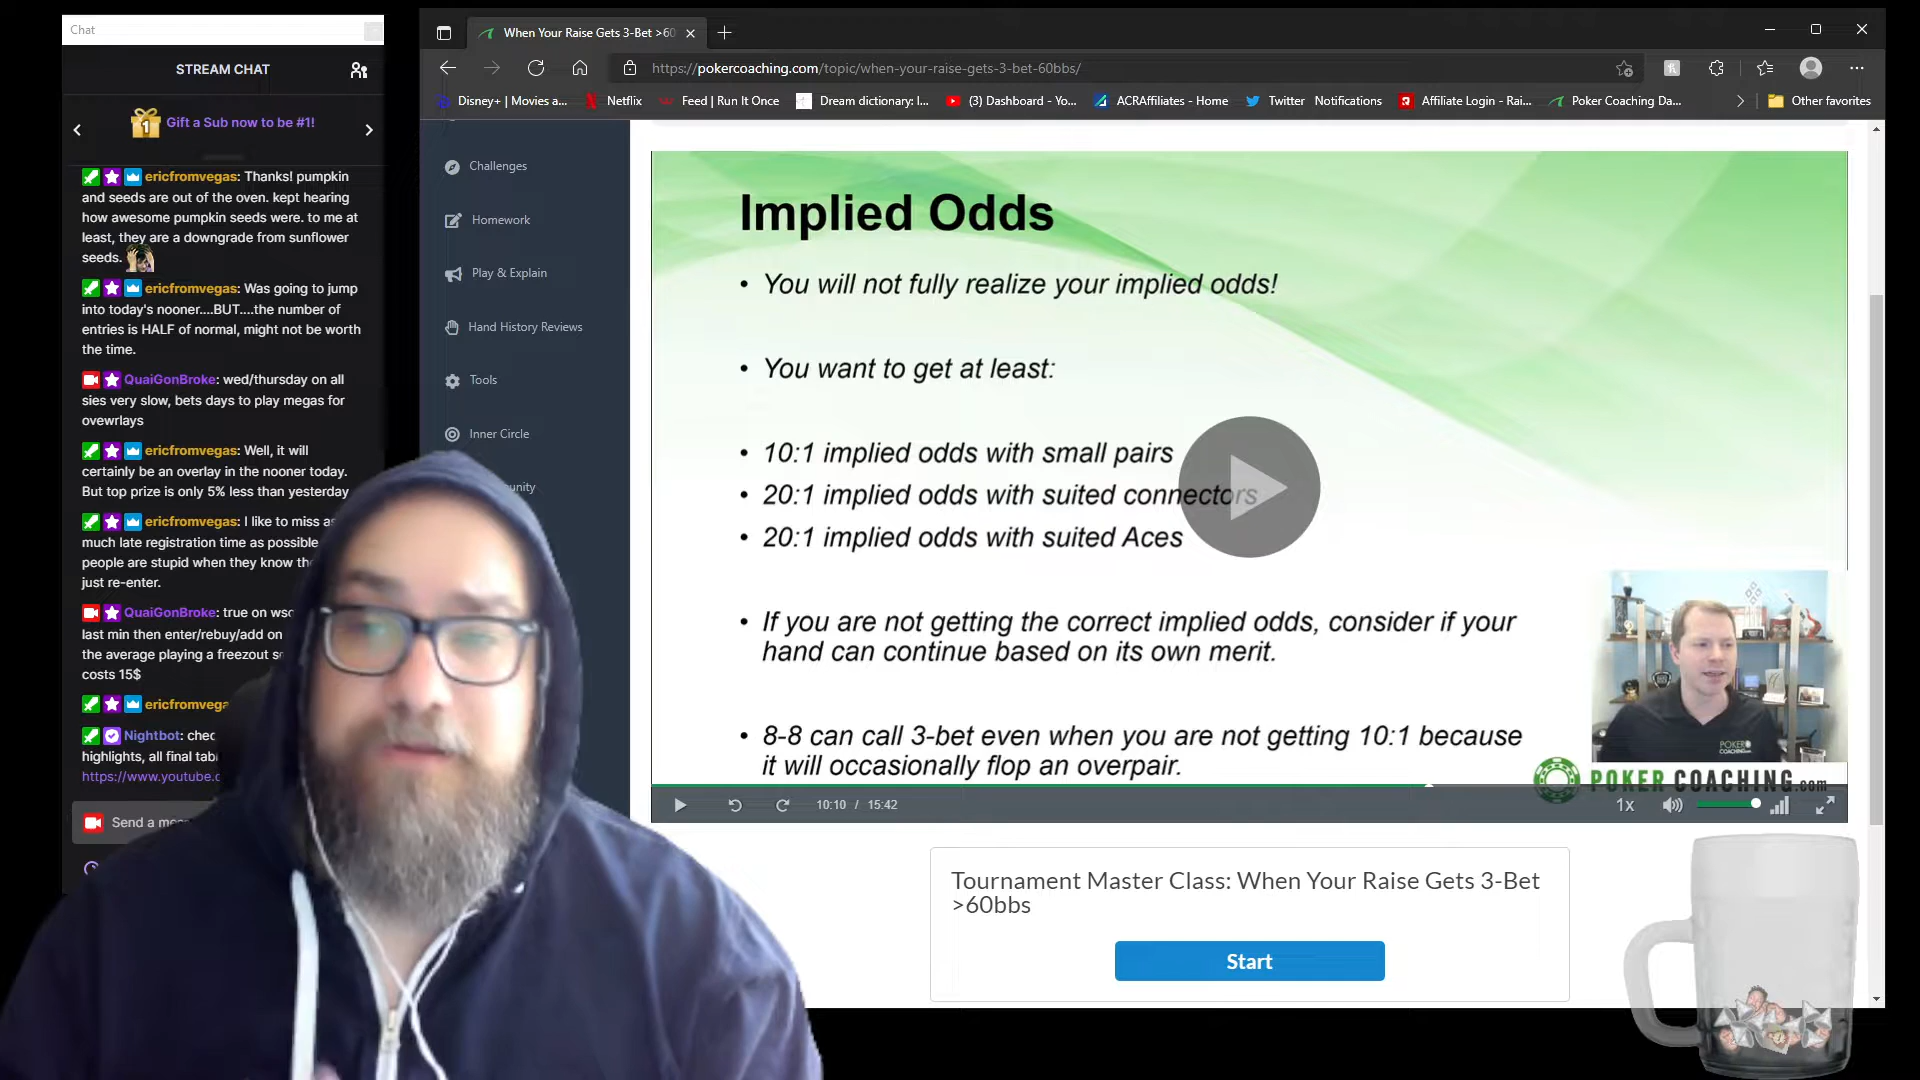 Chat
STREAM CHAT
Gift a Sub now to be #1!
ericfromvegas: Thanks! pumpkin
and seeds are out of the oven. kept hearing
how awesome pumpkin seeds were. to me at
least, they are a downgrade from sunflower
seeds.
ericfromvegas: Was going to jump
into today's nooner....BUT....the number of
entries is HALF of normal, might not be worth
the time.
QuaiGonBroke: wed/thursday on all
sies very slow, bets days to play megas for
ovewrlays
ericfromvegas: Well, it will
certainly be an overlay in the nooner today.
But top prize is only 5% less than yesterday
ericfromvegas: I like to miss as
much late registration time as possible
people are stupid when they know the
just re-enter.
QuaiGonBroke: true on wso
last min then enter/rebuy/add on
the average playing a freezout
costs 15$
ericfromvega
Nightbot: chec
highlights, all final tabl
https://www.youtube.c
Send a me
When Your Raise Gets 3-Bet >60
https://pokercoaching.com/topic/when-your-raise-gets-3-bet-60bbs/
Disney+ | Movies a... Netflix Feed | Run It Once Dream dictionary: I... (3) Dashboard - Yo... ACRAffiliates - Home Twitter Notifications Affiliate Login - Rai... Poker Coaching Da... Other favorites
Challenges
Homework
Play & Explain
Hand History Reviews
Tools
Inner Circle
unity
Implied Odds
• You will not fully realize your implied odds!
• You want to get at least:
• 10:1 implied odds with small pairs
• 20:1 implied odds with suited connectors
• 20:1 implied odds with suited Aces
• If you are not getting the correct implied odds, consider if your
hand can continue based on its own merit.
• 8-8 can call 3-bet even when you are not getting 10:1 because
it will occasionally flop an overpair.
POKER COACHING.com
10:10 / 15:42
1x
Tournament Master Class: When Your Raise Gets 3-Bet
>60bbs
Start